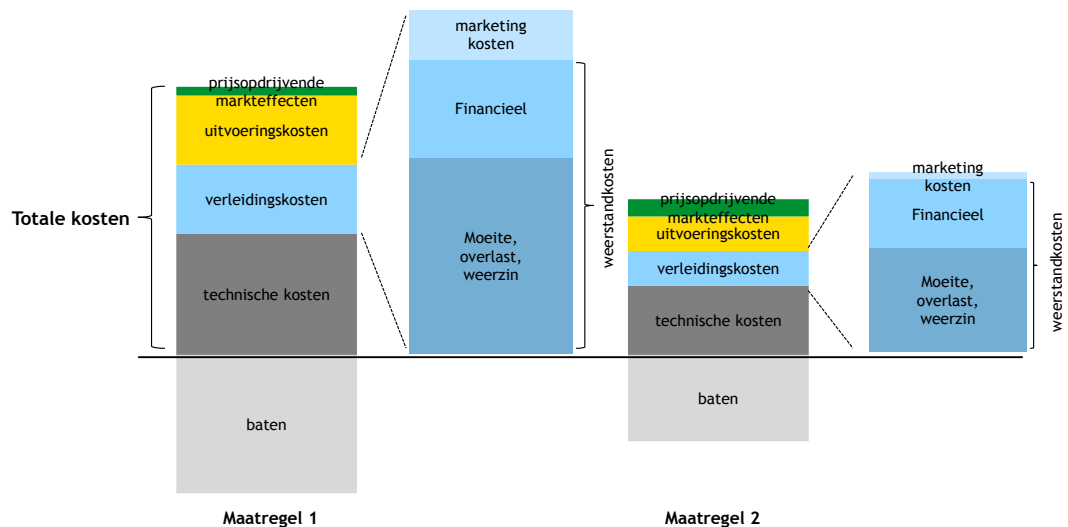 Totale kosten
prijsopdrijvende
markteffecten
uitvoeringskosten
verleidingskosten
technische kosten
baten
Maatregel 1
marketing
kosten
Financieel
Moeite,
overlast,
weerzin
weerstandkosten
prijsopdrijvende
markteffecten
uitvoeringskosten
verleidingskosten
technische kosten
baten
Maatregel 2
marketing
kosten
Financieel
Moeite,
overlast,
weerzin
weerstandkosten